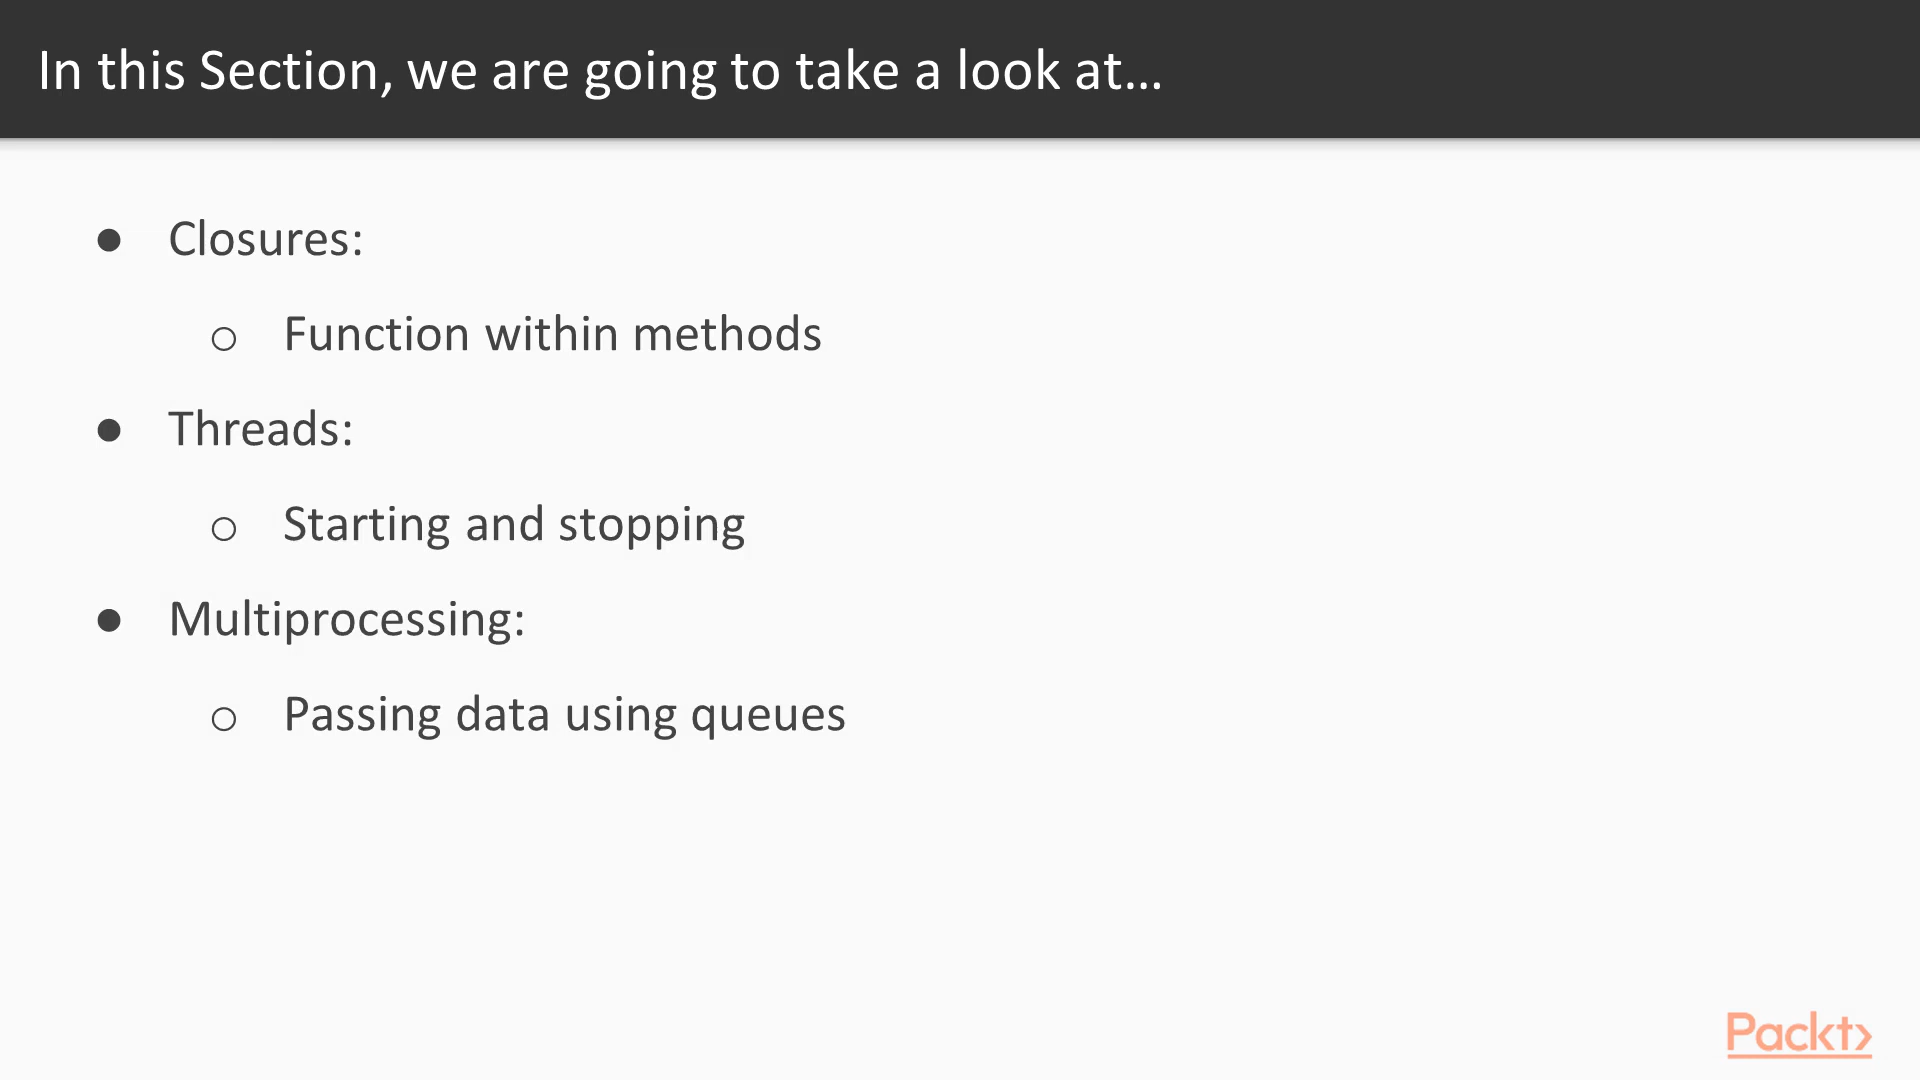 In this Section, we are going to take a look at...
● Closures:
○ Function within methods
● Threads:
○ Starting and stopping
● Multiprocessing:
○ Passing data using queues
Packt>